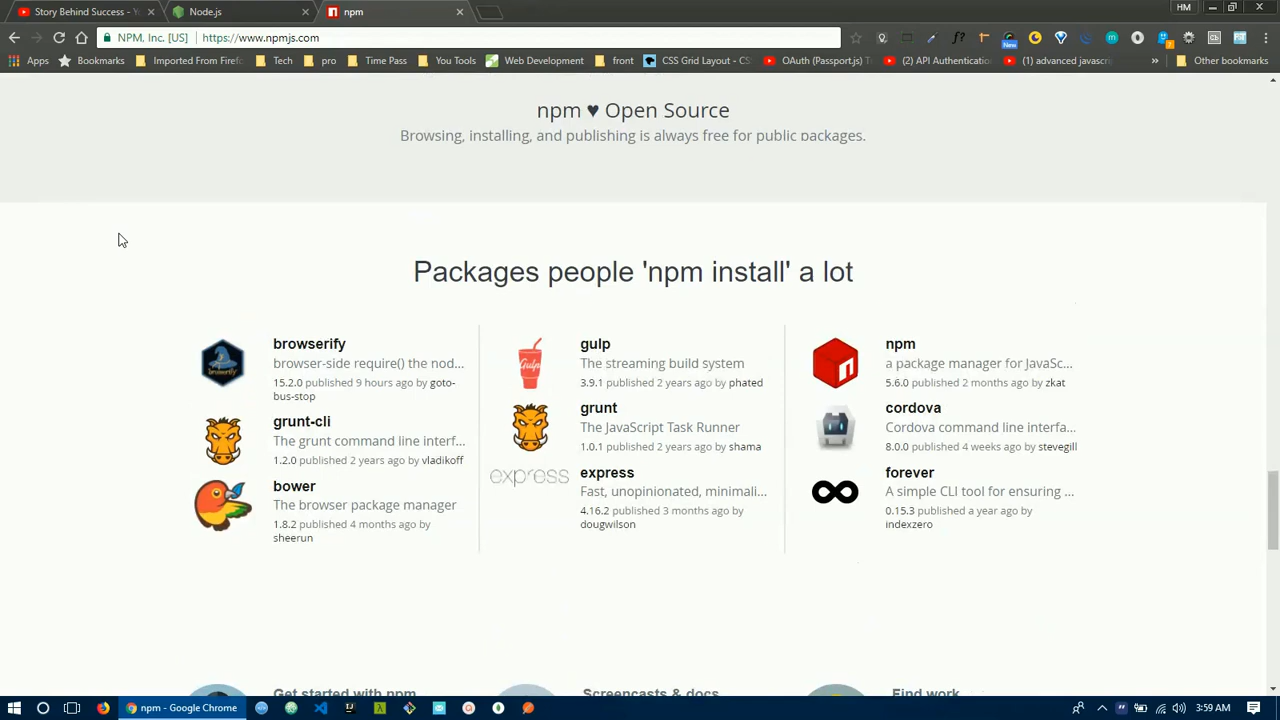 Story Behind Success - Yo
Node.js
npm
HM
NPM, Inc. [US]
https://www.npmjs.com
Apps
Bookmarks
Imported From Firef
Tech
pro
Time Pass
You Tools
Web Development
front
CSS Grid Layout - CS
OAuth (Passport.js) T
(2) API Authenticatio
(1) advanced javascri
»
Other bookmarks
New
npm ♥ Open Source
Browsing, installing, and publishing is always free for public packages.
Packages people 'npm install' a lot
browserify
browser-side require() the nod...
15.2.0 published 9 hours ago by goto-
bus-stop
grunt-cli
The grunt command line interf...
1.2.0 published 2 years ago by vladikoff
bower
The browser package manager
1.8.2 published 4 months ago by
sheerun
Gulp
gulp
The streaming build system
3.9.1 published 2 years ago by phated
grunt
The JavaScript Task Runner
1.0.1 published 2 years ago by shama
express
express
Fast, unopinionated, minimali...
4.16.2 published 3 months ago by
dougwilson
npm
a package manager for JavaSc...
5.6.0 published 2 months ago by zkat
cordova
Cordova command line interfa...
8.0.0 published 4 weeks ago by stevegill
forever
A simple CLI tool for ensuring ...
0.15.3 published a year ago by
indexzero
Get started with npm
Screencasts & docs
Find work
npm - Google Chrome
3:59 AM